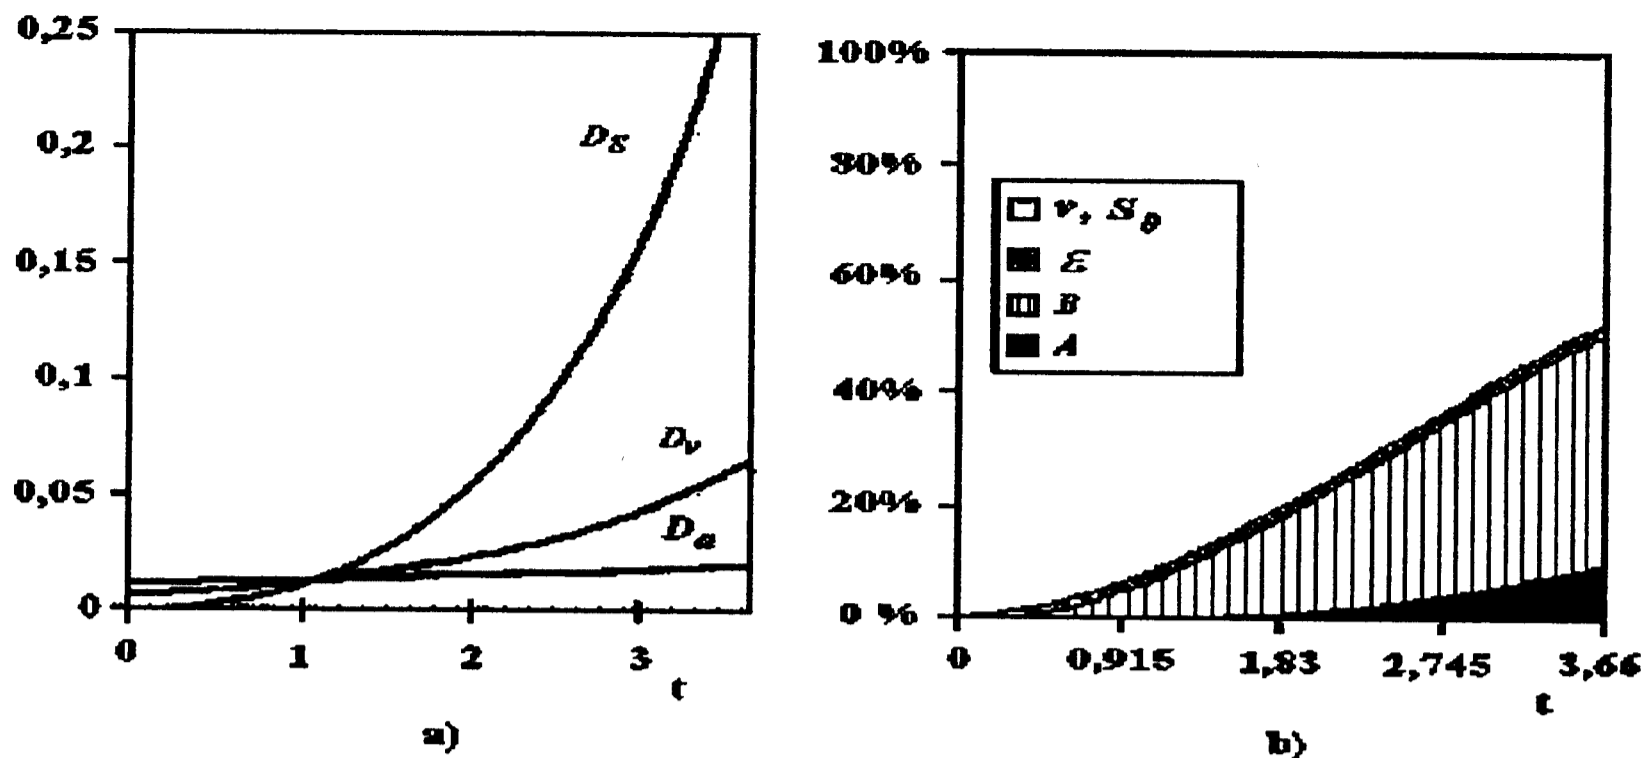 0,25
0,2
0,15
0,1
0,05
0
D_S
D_v
D_a
0 1 2 3
t
a)
100%
80%
60%
40%
20%
0 %
v, S_θ
ε
B
A
0 0,915 1,83 2,745 3,66
t
b)